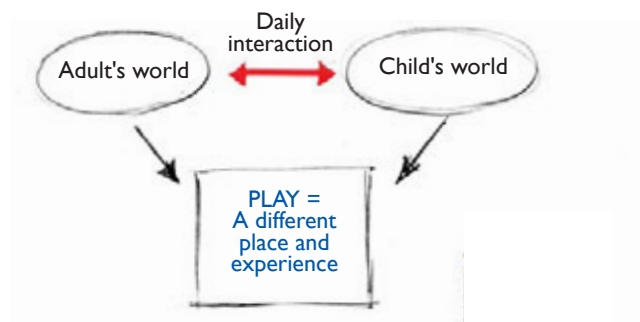 Daily
interaction
Adult's world
Child's world
PLAY =
A different
place and
experience